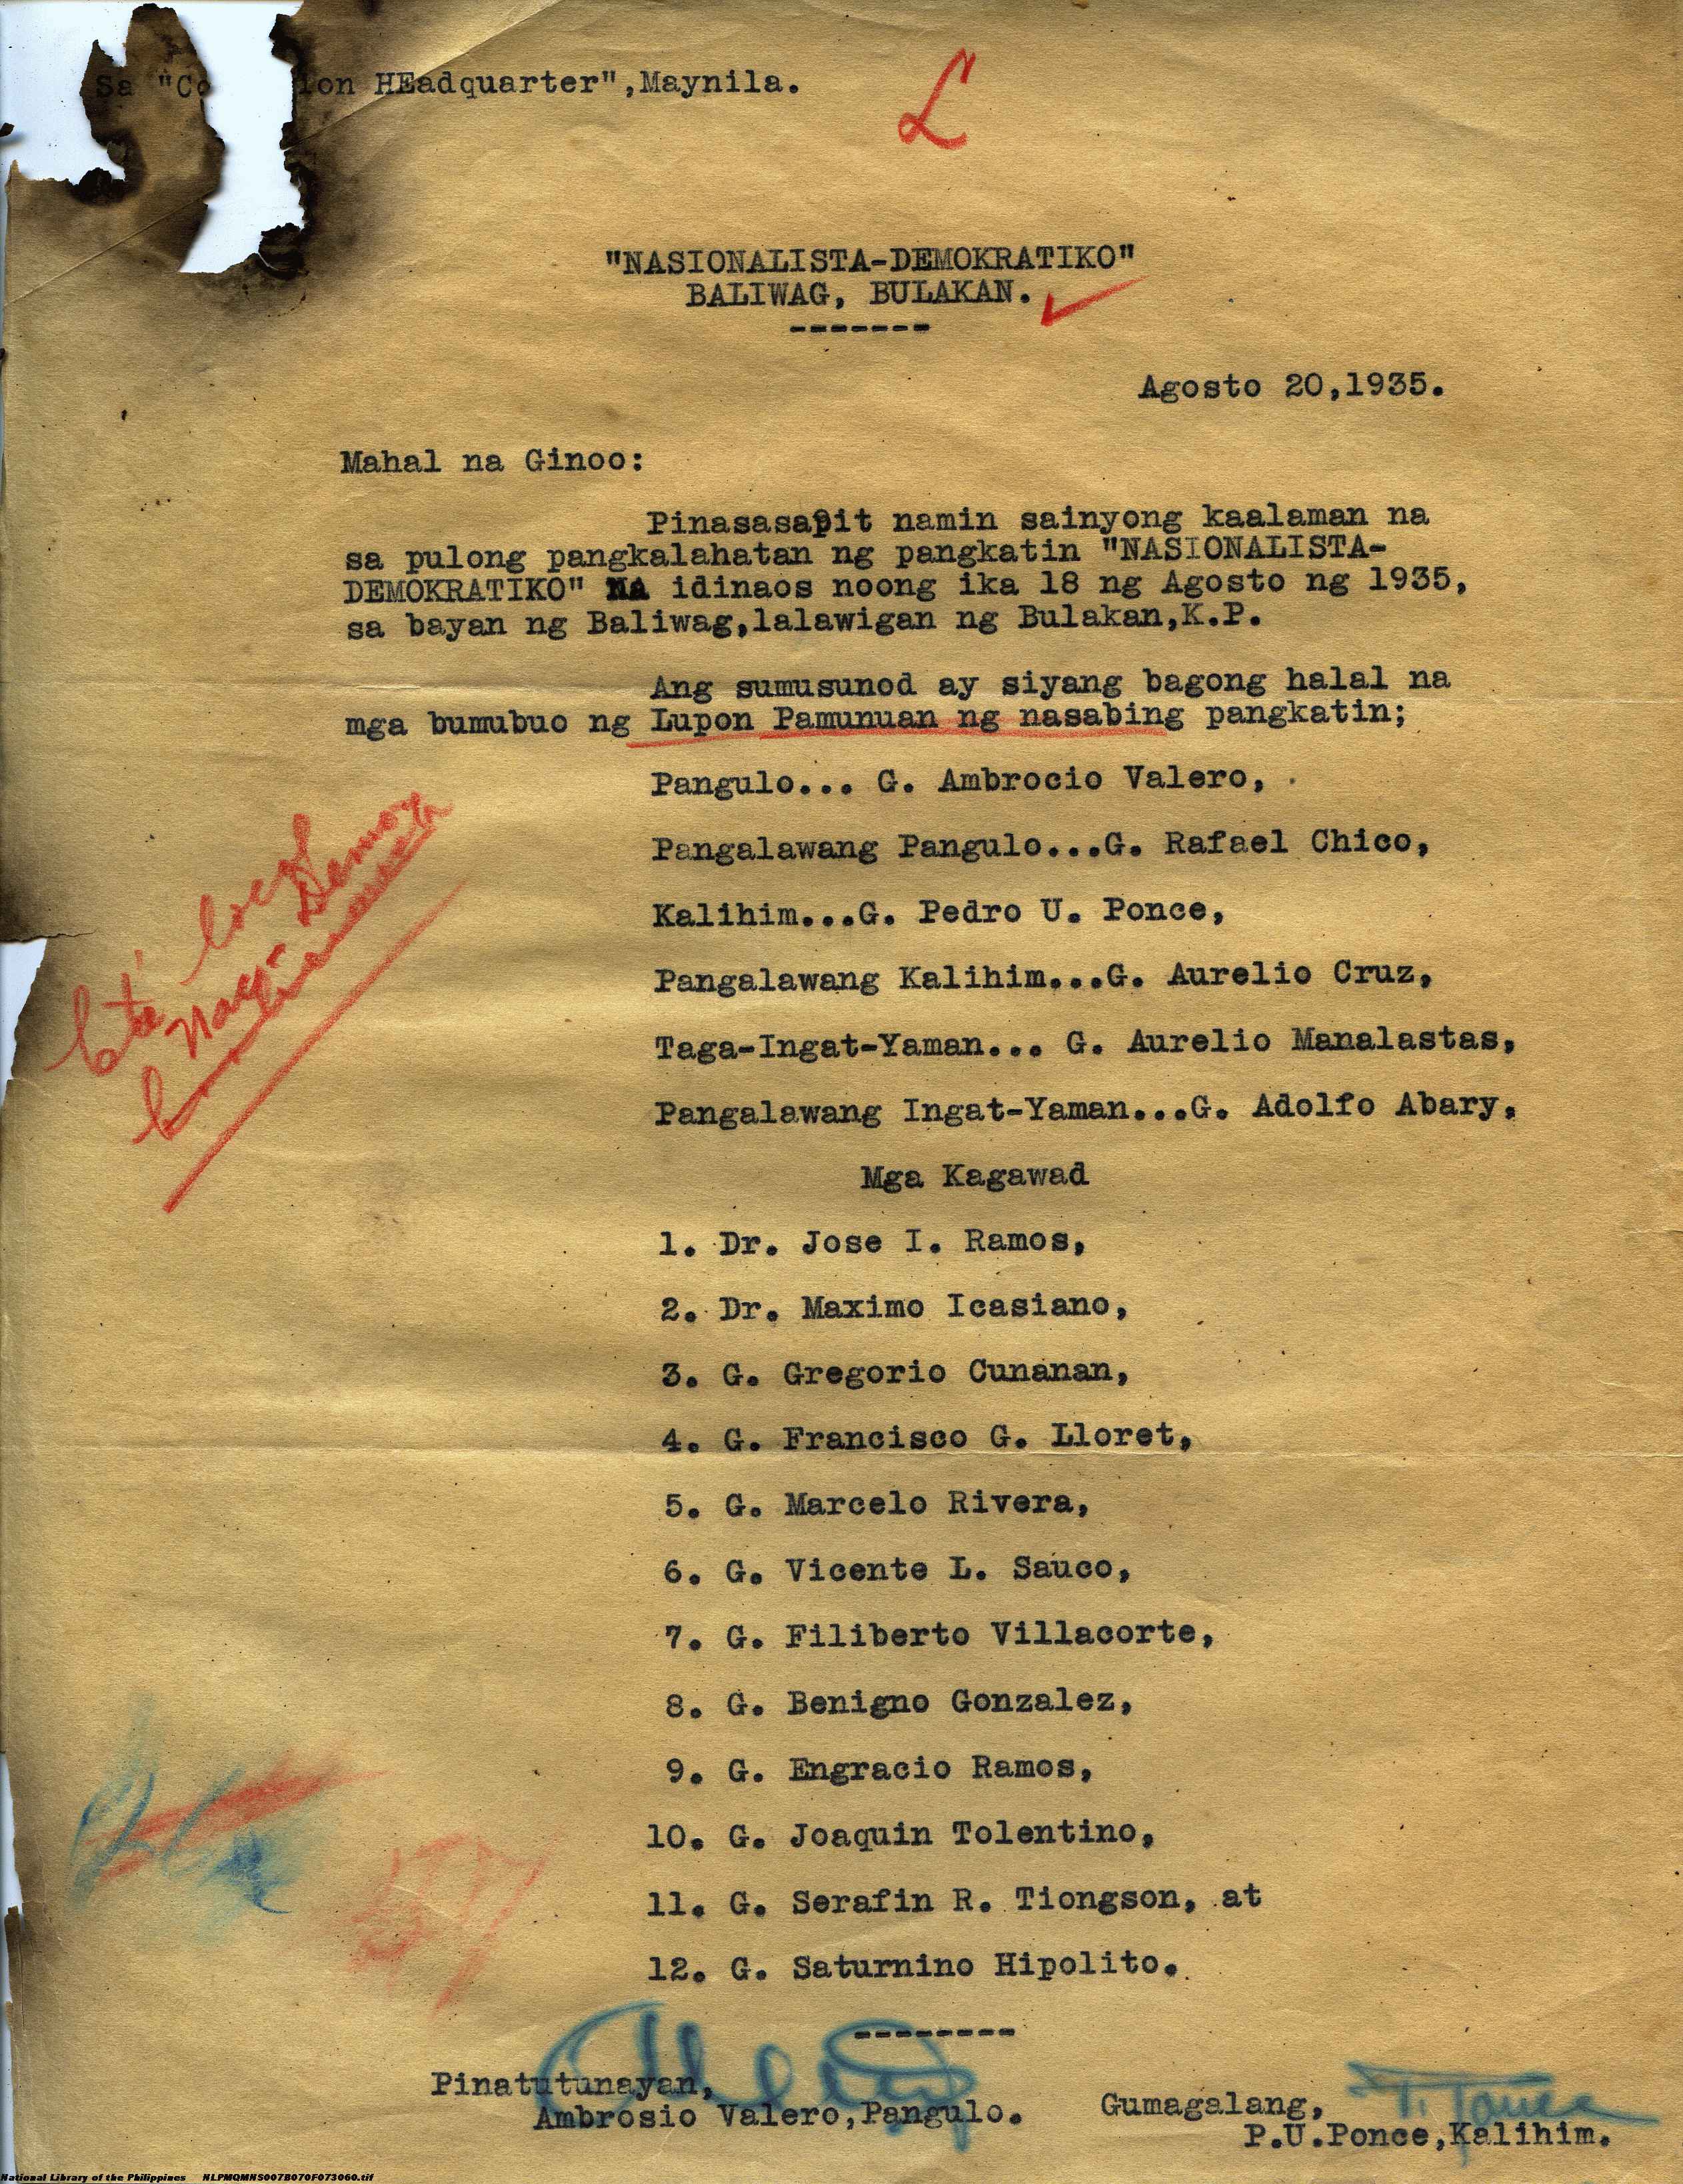 Sa "Co ion HEadquarter",Maynila.
L
"NASIONALISTA-DEMOKRATIKO"
BALIWAG, BULAKAN.
-------
Agosto 20,1935.
Mahal na Ginoo:
Pinasasapit namin sainyong kaalaman na
sa pulong pangkalahatan ng pangkatin "NASIONALISTA-
DEMOKRATIKO" NA idinaos noong ika 18 ng Agosto ng 1935,
sa bayan ng Baliwag,lalawigan ng Bulakan,K.P.
Ang sumusunod ay siyang bagong halal na
mga bumubuo ng Lupon Pamunuan ng nasabing pangkatin;
Pangulo... G. Ambrocio Valero,
Pangalawang Pangulo...G. Rafael Chico,
Kalihim...G. Pedro U. Ponce,
Pangalawang Kalihim...G. Aurelio Cruz,
Taga-Ingat-Yaman... G. Aurelio Manalastas,
Pangalawang Ingat-Yaman...G. Adolfo Abary,
Mga Kagawad
1. Dr. Jose I. Ramos,
2. Dr. Maximo Icasiano,
3. G. Gregorio Cunanan,
4. G. Francisco G. Lloret,
5. G. Marcelo Rivera,
6. G. Vicente L. Sauco,
7. G. Filiberto Villacorte,
8. G. Benigno Gonzalez,
9. G. Engracio Ramos,
10. G. Joaquin Tolentino,
11. G. Serafin R. Tiongson, at
12. G. Saturnino Hipolito.
--------
Pinatutunayan,
Ambrosio Valero,Pangulo.
Gumagalang,
P.U.Ponce,Kalihim.
National Library of the Philippines NLPMQMNS007B070F073060.tif